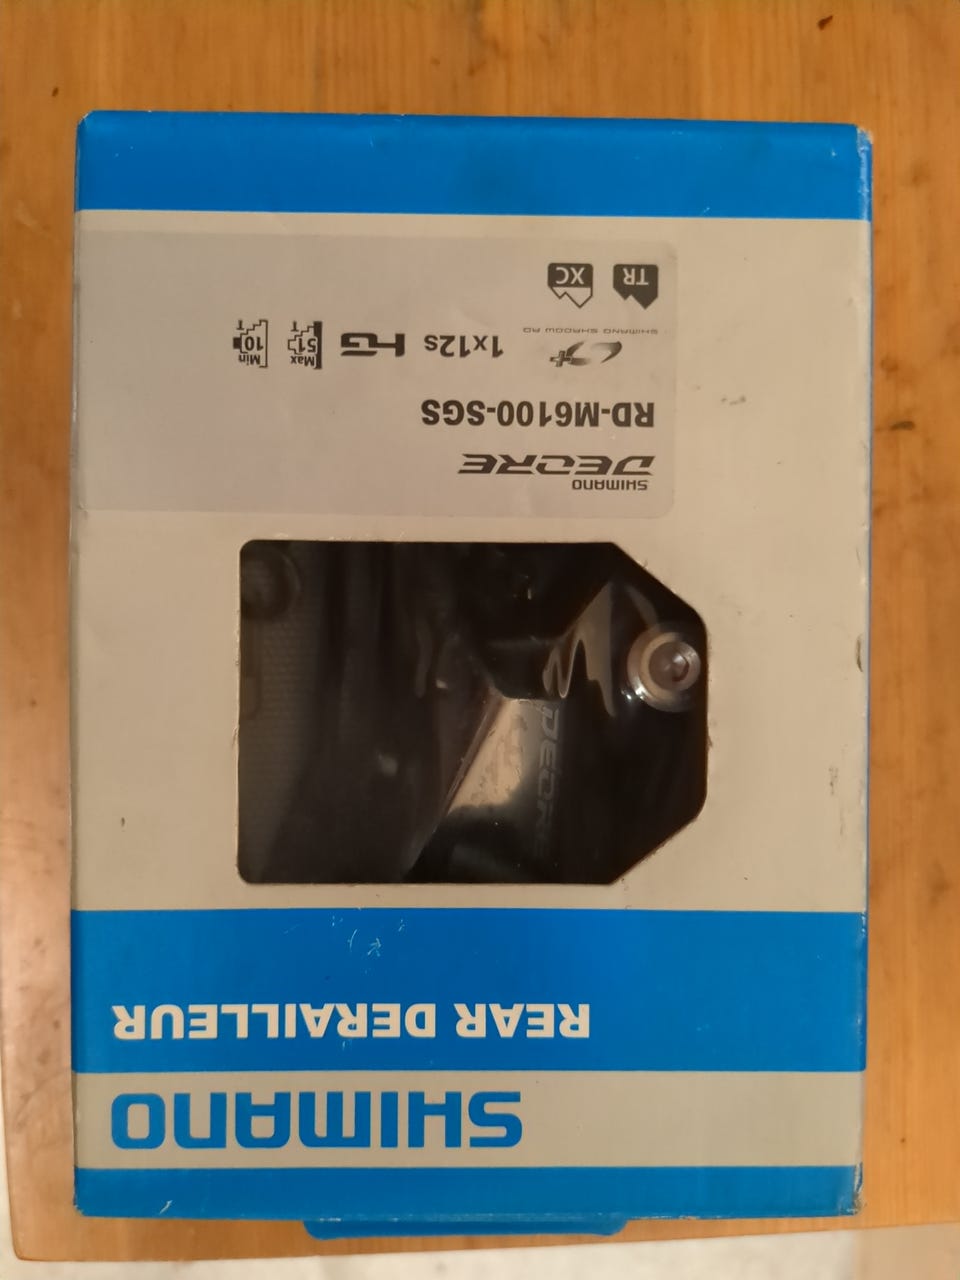 SHIMANO
REAR DERAILLEUR
DEORE
SHIMANO
DEORE
RD-M6100-SGS
SHIMANO SHADOW RD
1x12s HG Max 51T Min 10T
TR XC